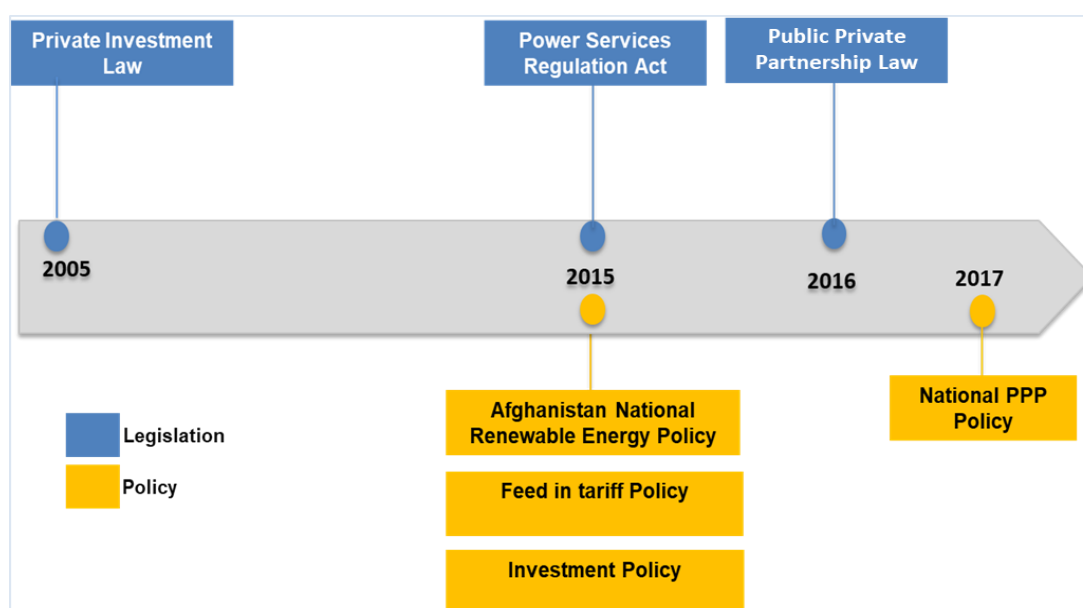 Private Investment
Law
Power Services
Regulation Act
Public Private
Partnership Law
2005
2015
2016
2017
Afghanistan National
Renewable Energy Policy
National PPP
Policy
Legislation
Policy
Feed in tariff Policy
Investment Policy